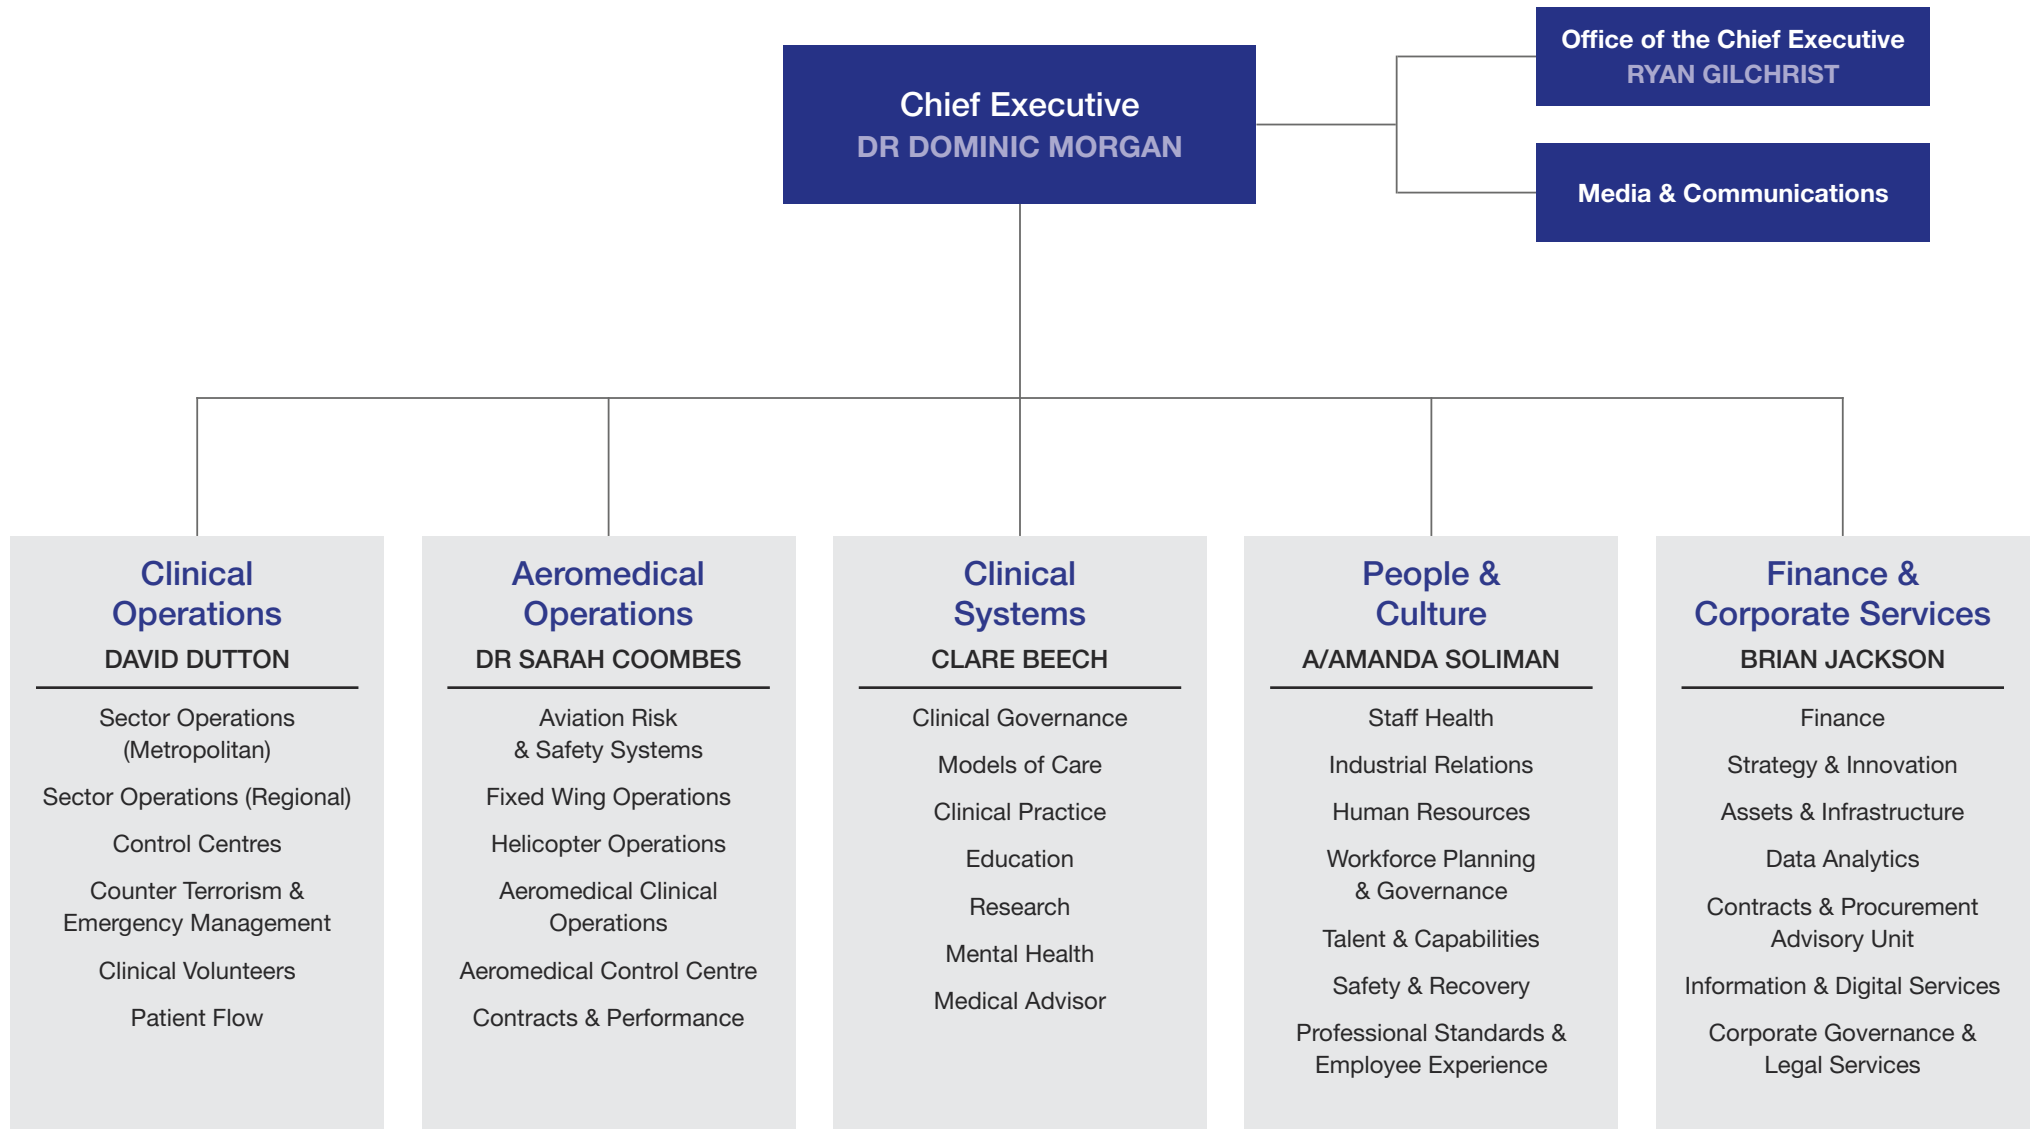 Chief Executive
DR DOMINIC MORGAN
Office of the Chief Executive
RYAN GILCHRIST
Media & Communications
Clinical
Operations
DAVID DUTTON
Sector Operations
(Metropolitan)
Sector Operations (Regional)
Control Centres
Counter Terrorism &
Emergency Management
Clinical Volunteers
Patient Flow
Aeromedical
Operations
DR SARAH COOMBES
Aviation Risk
& Safety Systems
Fixed Wing Operations
Helicopter Operations
Aeromedical Clinical
Operations
Aeromedical Control Centre
Contracts & Performance
Clinical
Systems
CLARE BEECH
Clinical Governance
Models of Care
Clinical Practice
Education
Research
Mental Health
Medical Advisor
People &
Culture
A/AMANDA SOLIMAN
Staff Health
Industrial Relations
Human Resources
Workforce Planning
& Governance
Talent & Capabilities
Safety & Recovery
Professional Standards &
Employee Experience
Finance &
Corporate Services
BRIAN JACKSON
Finance
Strategy & Innovation
Assets & Infrastructure
Data Analytics
Contracts & Procurement
Advisory Unit
Information & Digital Services
Corporate Governance &
Legal Services